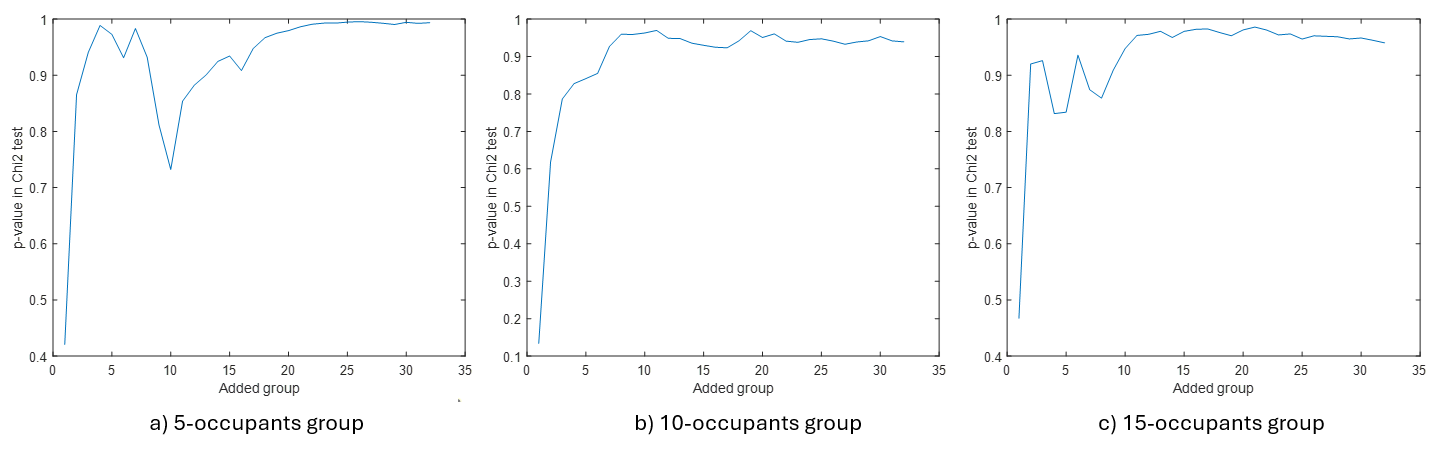 p-value in Chi2 test
1
0.9
0.8
0.7
0.6
0.5
0.4
0 5 10 15 20 25 30 35
Added group
a) 5-occupants group
p-value in Chi2 test
1
0.9
0.8
0.7
0.6
0.5
0.4
0.3
0.2
0.1
0 5 10 15 20 25 30 35
Added group
b) 10-occupants group
p-value in Chi2 test
1
0.9
0.8
0.7
0.6
0.5
0.4
0 5 10 15 20 25 30 35
Added group
c) 15-occupants group